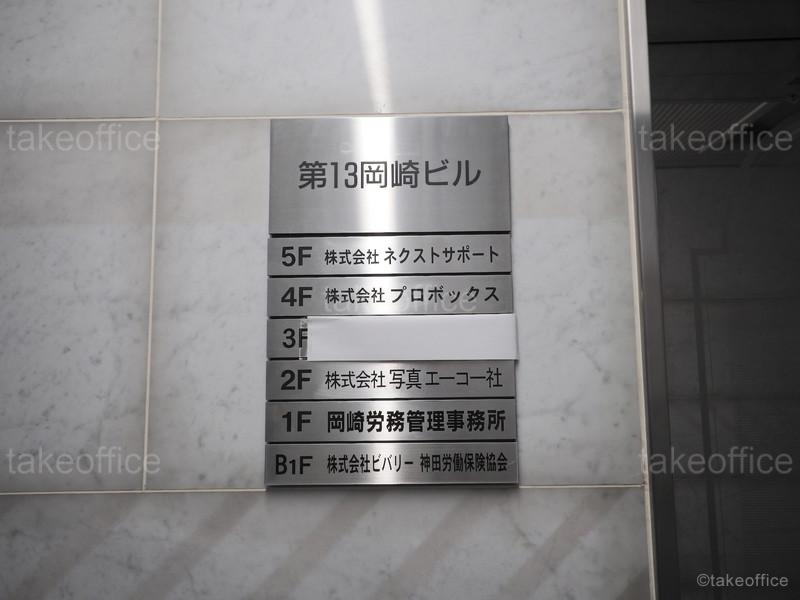 takeoffice takeoffice
第13岡崎ビル
5F 株式会社 ネクストサポート
4F 株式会社 プロボックス
takeoffice
3F
2F 株式会社 写真エーコー社
1F 岡崎労務管理事務所
B1F 株式会社ビバリー 神田労働保険協会
takeoffice takeoffice
©takeoffice